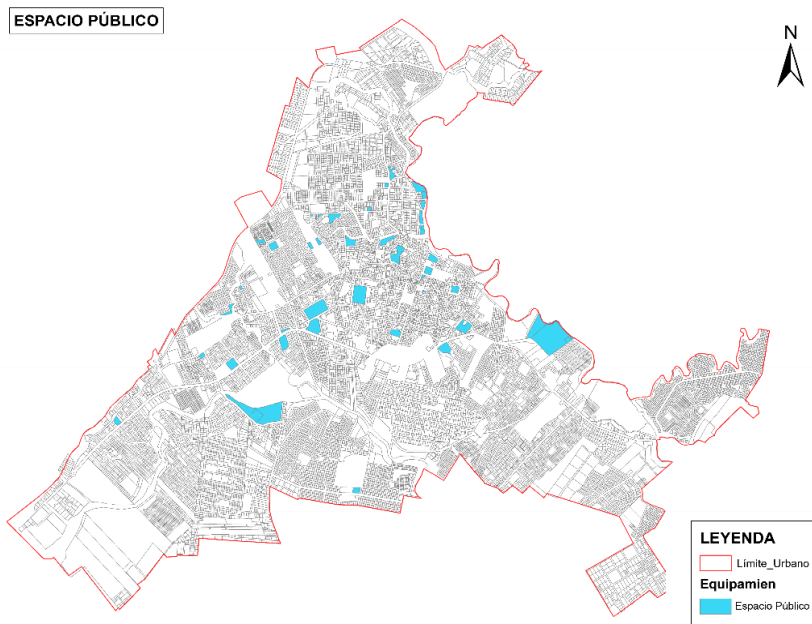 ESPACIO PÚBLICO
N
LEYENDA
Límite_Urbano
Equipamien
Espacio Público